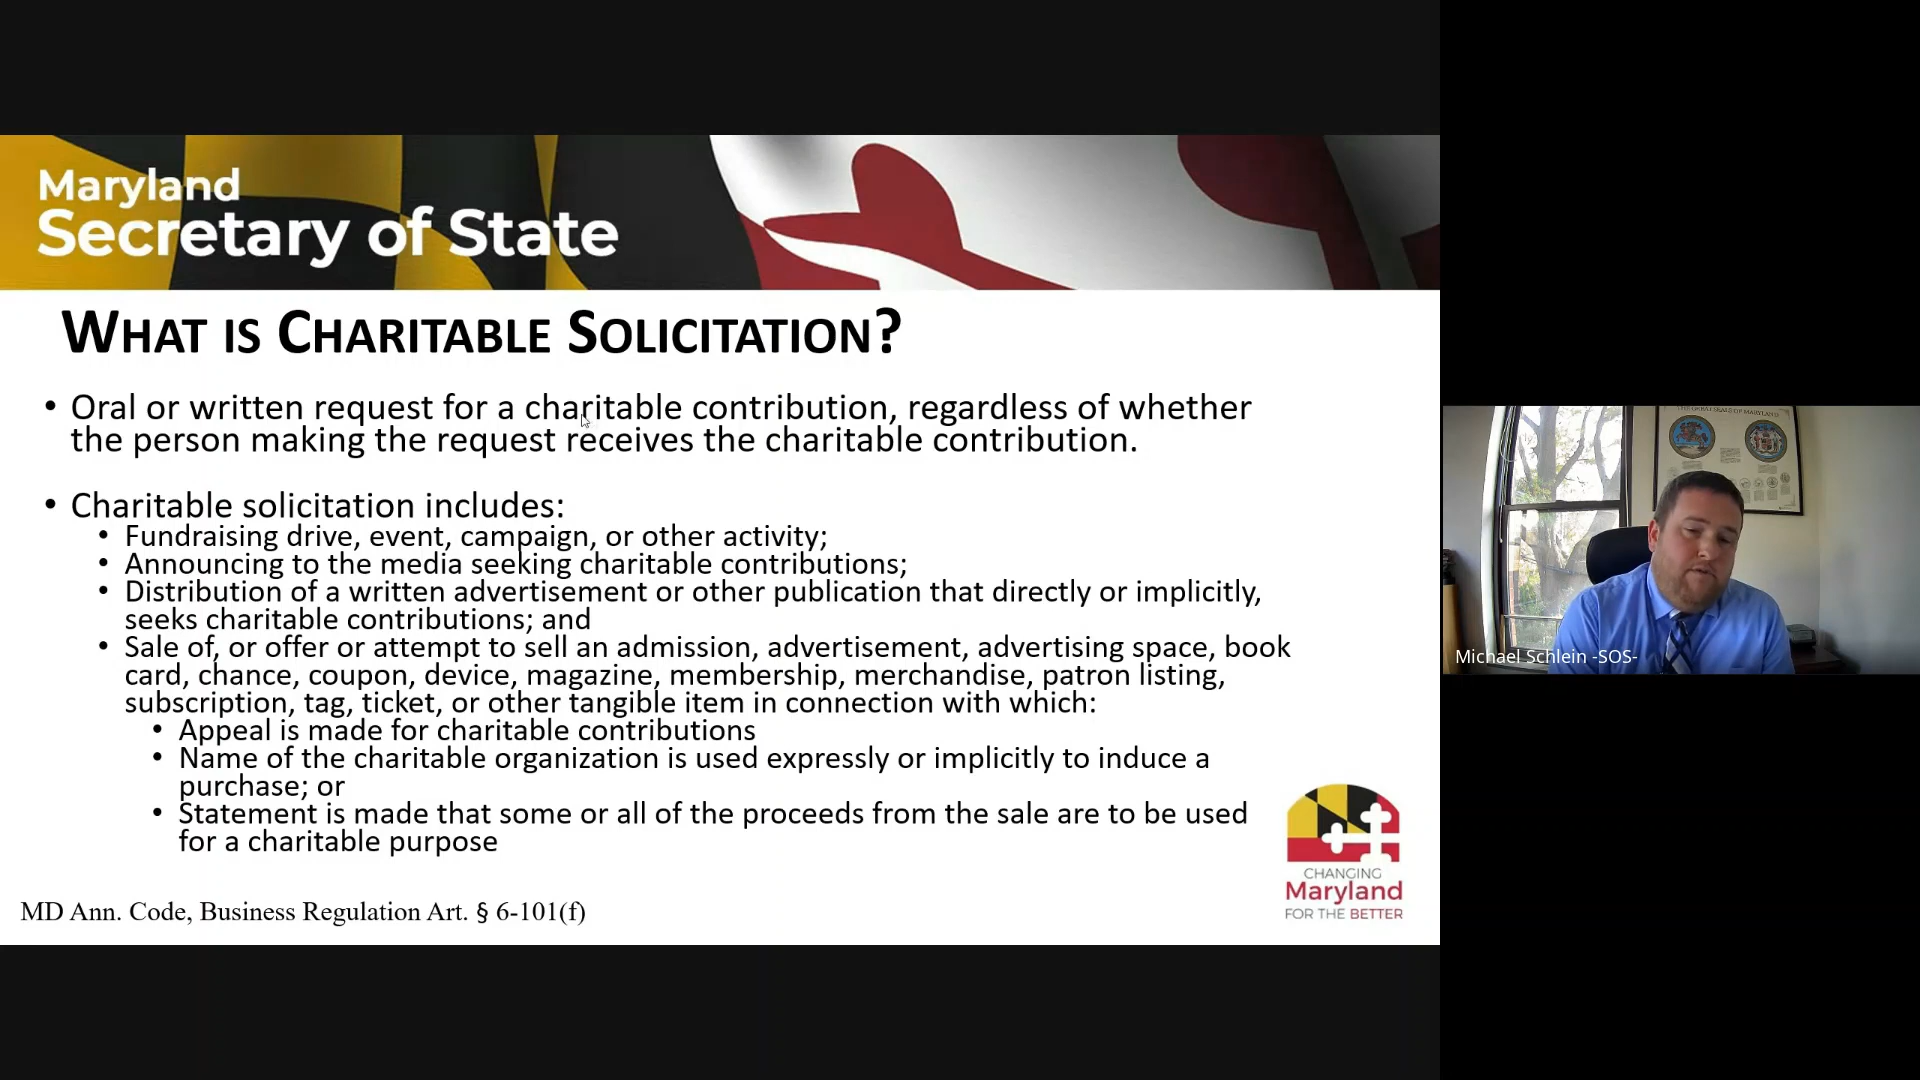 Maryland
Secretary of State
WHAT IS CHARITABLE SOLICITATION?
• Oral or written request for a charitable contribution, regardless of whether
the person making the request receives the charitable contribution.
• Charitable solicitation includes:
• Fundraising drive, event, campaign, or other activity;
• Announcing to the media seeking charitable contributions;
• Distribution of a written advertisement or other publication that directly or implicitly,
seeks charitable contributions; and
• Sale of, or offer or attempt to sell an admission, advertisement, advertising space, book
card, chance, coupon, device, magazine, membership, merchandise, patron listing,
subscription, tag, ticket, or other tangible item in connection with which:
• Appeal is made for charitable contributions
• Name of the charitable organization is used expressly or implicitly to induce a
purchase; or
• Statement is made that some or all of the proceeds from the sale are to be used
for a charitable purpose
MD Ann. Code, Business Regulation Art. § 6-101(f)
CHANGING
Maryland
FOR THE BETTER
THE GREAT SEALS OF MARYLAND
Michael Schlein -SOS-